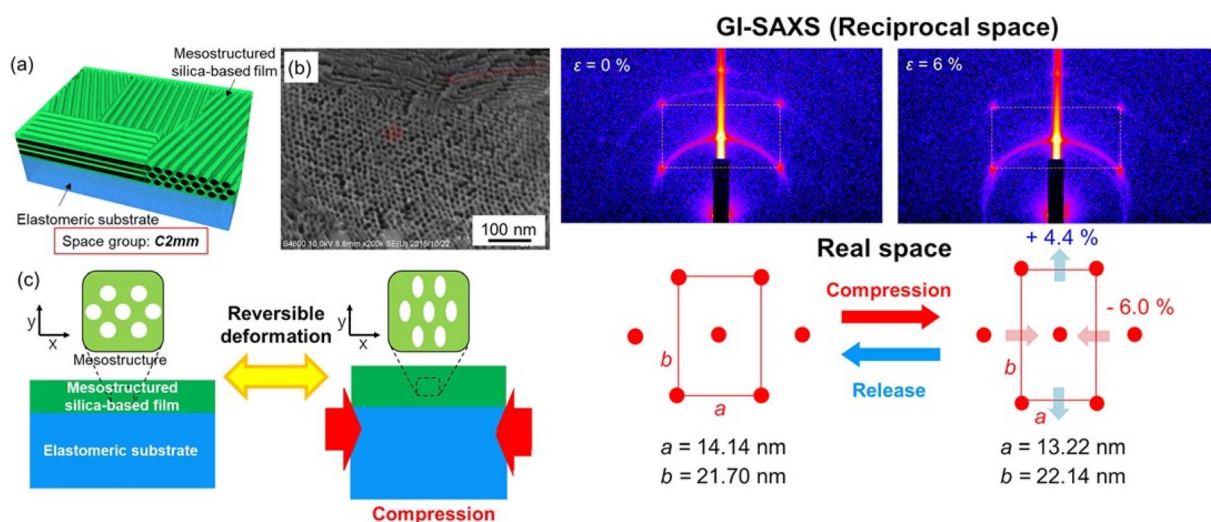 GI-SAXS (Reciprocal space)
(a)
Mesostructured
silica-based film
(b)
100 nm
S4800 10.0kV 8.8mm x200k SE(U) 2015/10/22
Elastomeric substrate
Space group: C2mm
ε = 0 %
ε = 6 %
(c)
y
x
Mesostructure
Mesostructured
silica-based film
Elastomeric substrate
Reversible
deformation
y
x
Compression
Real space
+ 4.4 %
- 6.0 %
Compression
Release
b
a
b
a
a = 14.14 nm
b = 21.70 nm
a = 13.22 nm
b = 22.14 nm